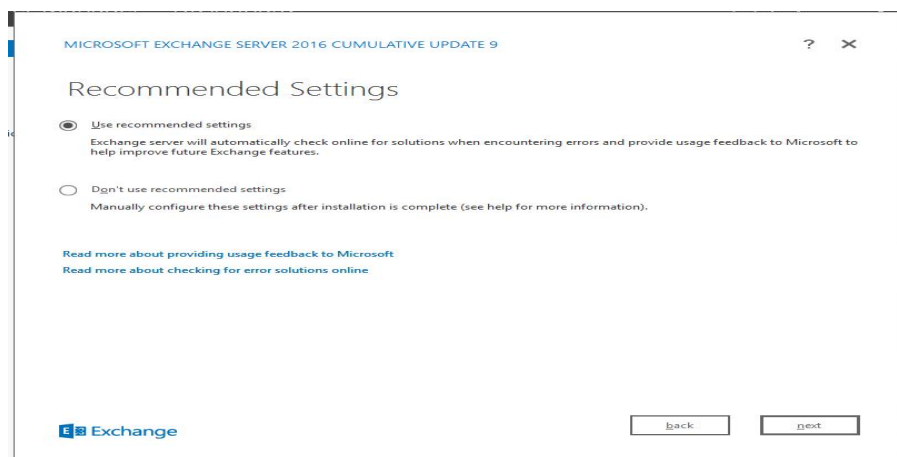 MICROSOFT EXCHANGE SERVER 2016 CUMULATIVE UPDATE 9
?
Recommended Settings
Use recommended settings
Exchange server will automatically check online for solutions when encountering errors and provide usage feedback to Microsoft to
help improve future Exchange features.
Don't use recommended settings
Manually configure these settings after installation is complete (see help for more information).
Read more about providing usage feedback to Microsoft
Read more about checking for error solutions online
Exchange
back
next